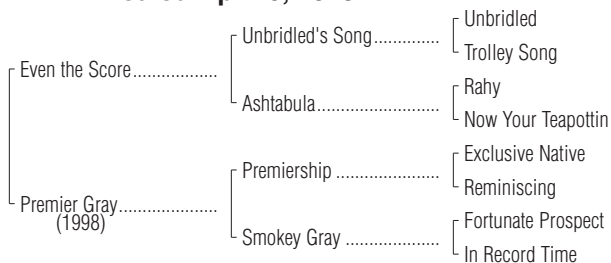 Unbridled
Unbridled's Song
Trolley Song
Even the Score
Rahy
Ashtabula
Now Your Teapottin
Exclusive Native
Premiership
Reminiscing
Premier Gray
(1998)
Fortunate Prospect
Smokey Gray
In Record Time